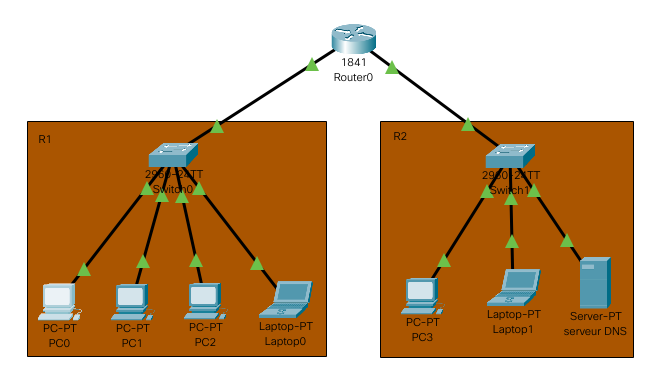 1841
Router0
R1
R2
2960-24TT
Switch0
2960-24TT
Switch1
PC-PT
PC0
PC-PT
PC1
PC-PT
PC2
Laptop-PT
Laptop0
PC-PT
PC3
Laptop-PT
Laptop1
Server-PT
serveur DNS